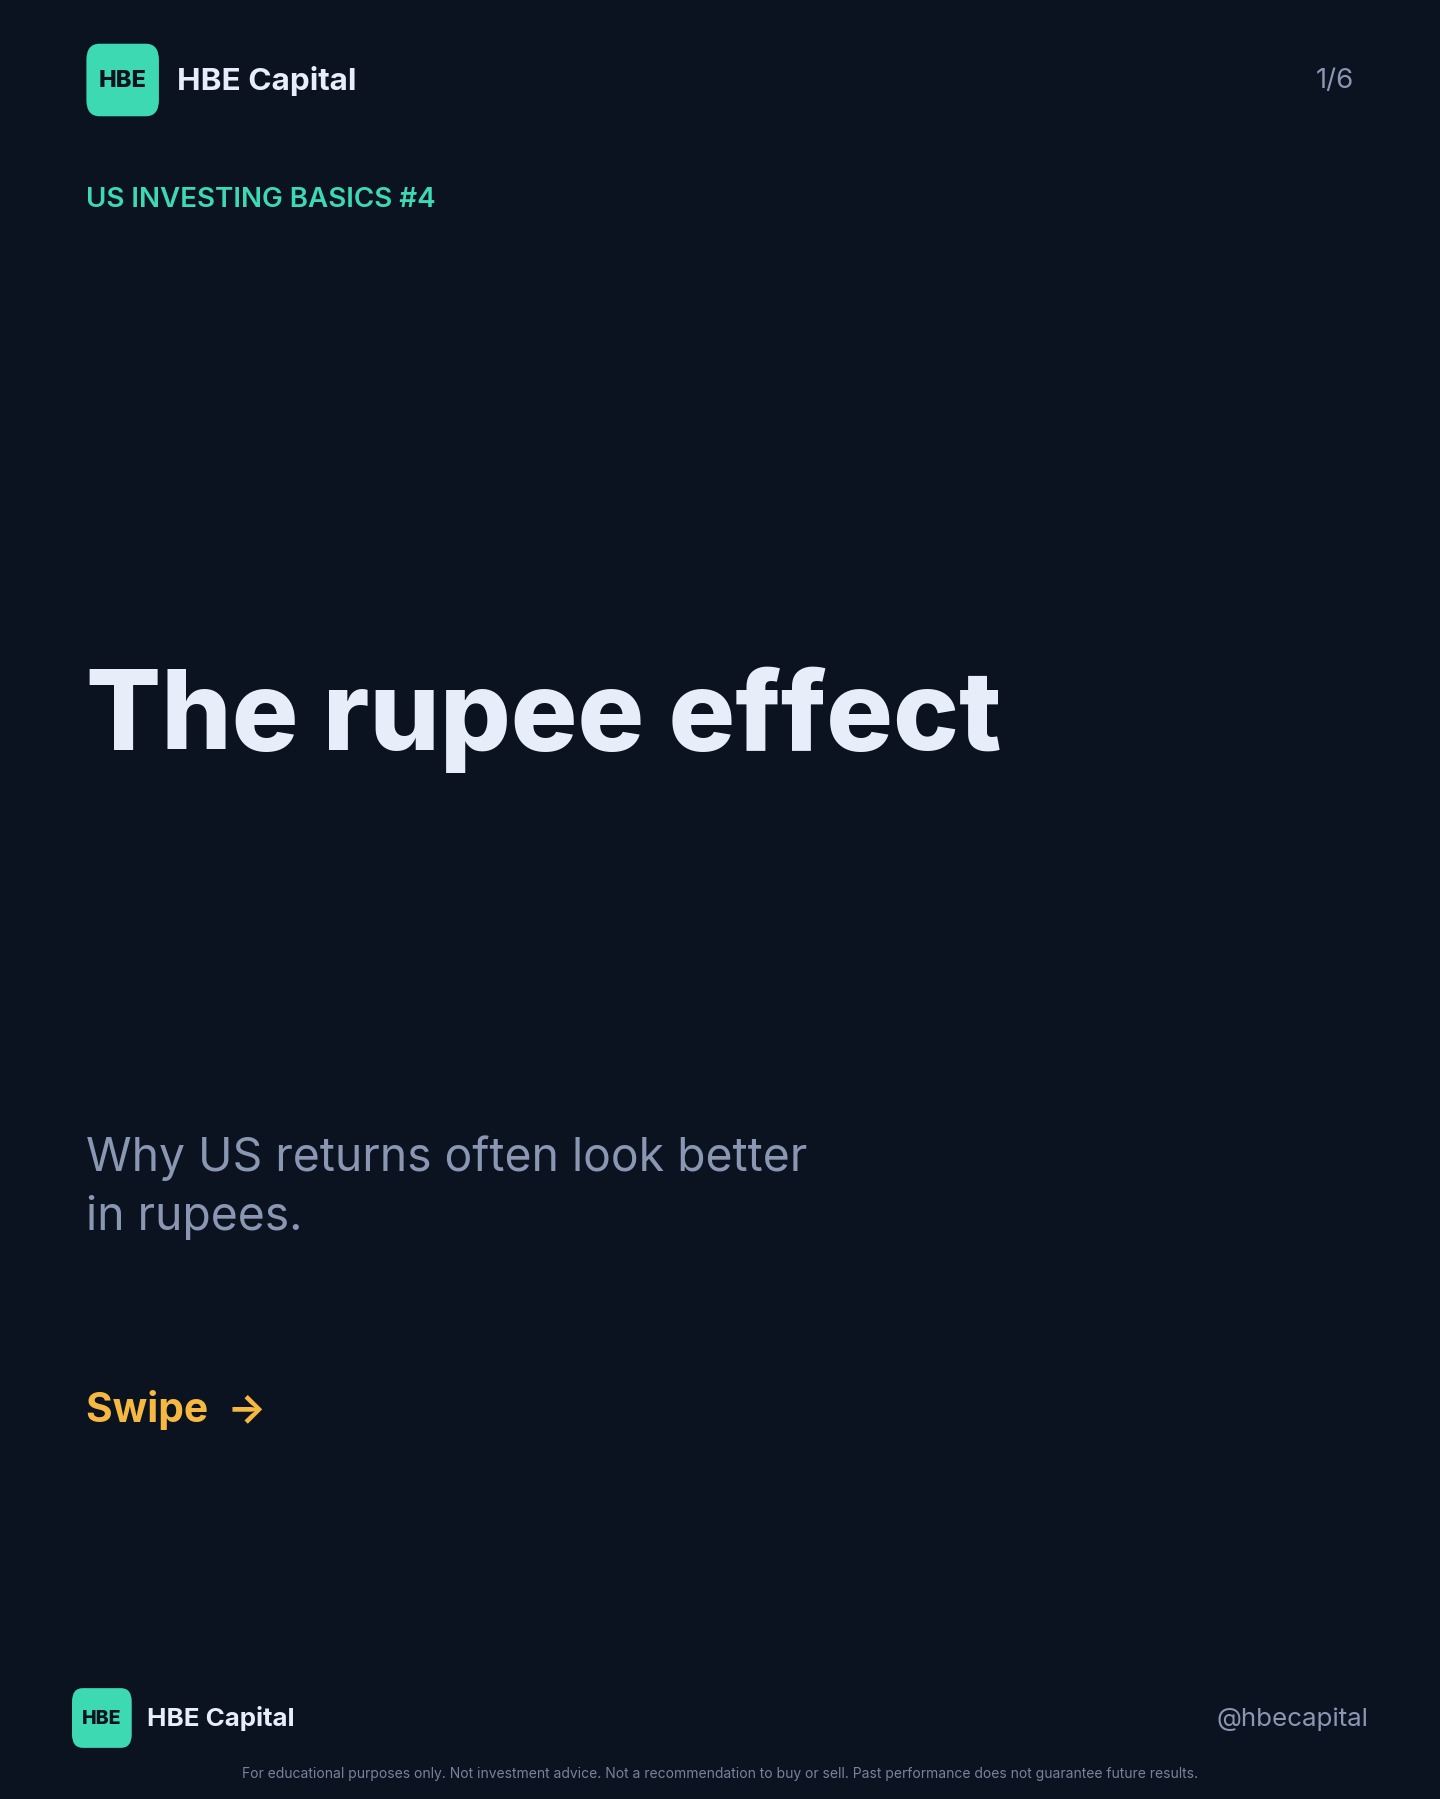 HBE
HBE Capital
1/6
US INVESTING BASICS #4
The rupee effect
Why US returns often look better
in rupees.
Swipe →
HBE
HBE Capital
@hbecapital
For educational purposes only. Not investment advice. Not a recommendation to buy or sell. Past performance does not guarantee future results.